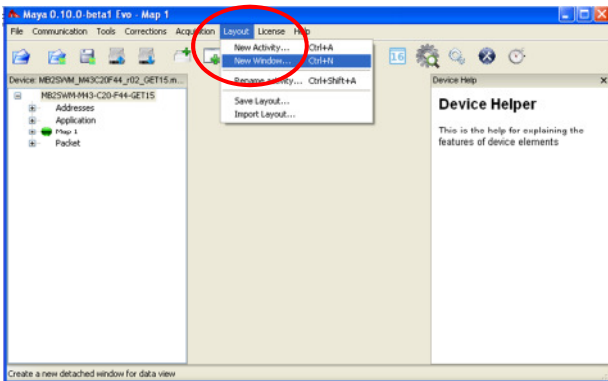 Maya 0.10.0-beta1 Evo - Map 1
File Communication Tools Corrections Acquisition Layout License Help
New Activity... Ctrl+A
New Window... Ctrl+N
Rename activity... Ctrl+Shift+A
Save Layout...
Import Layout...
16
Device: MB2SWM_M43C20F44_r02_GET15.m...
MB2SWM-M43-C20-F44-GET15
Addresses
Application
Map 1
Packet
Device Help
Device Helper
This is the help for explaining the
features of device elements
Create a new detached window for data view